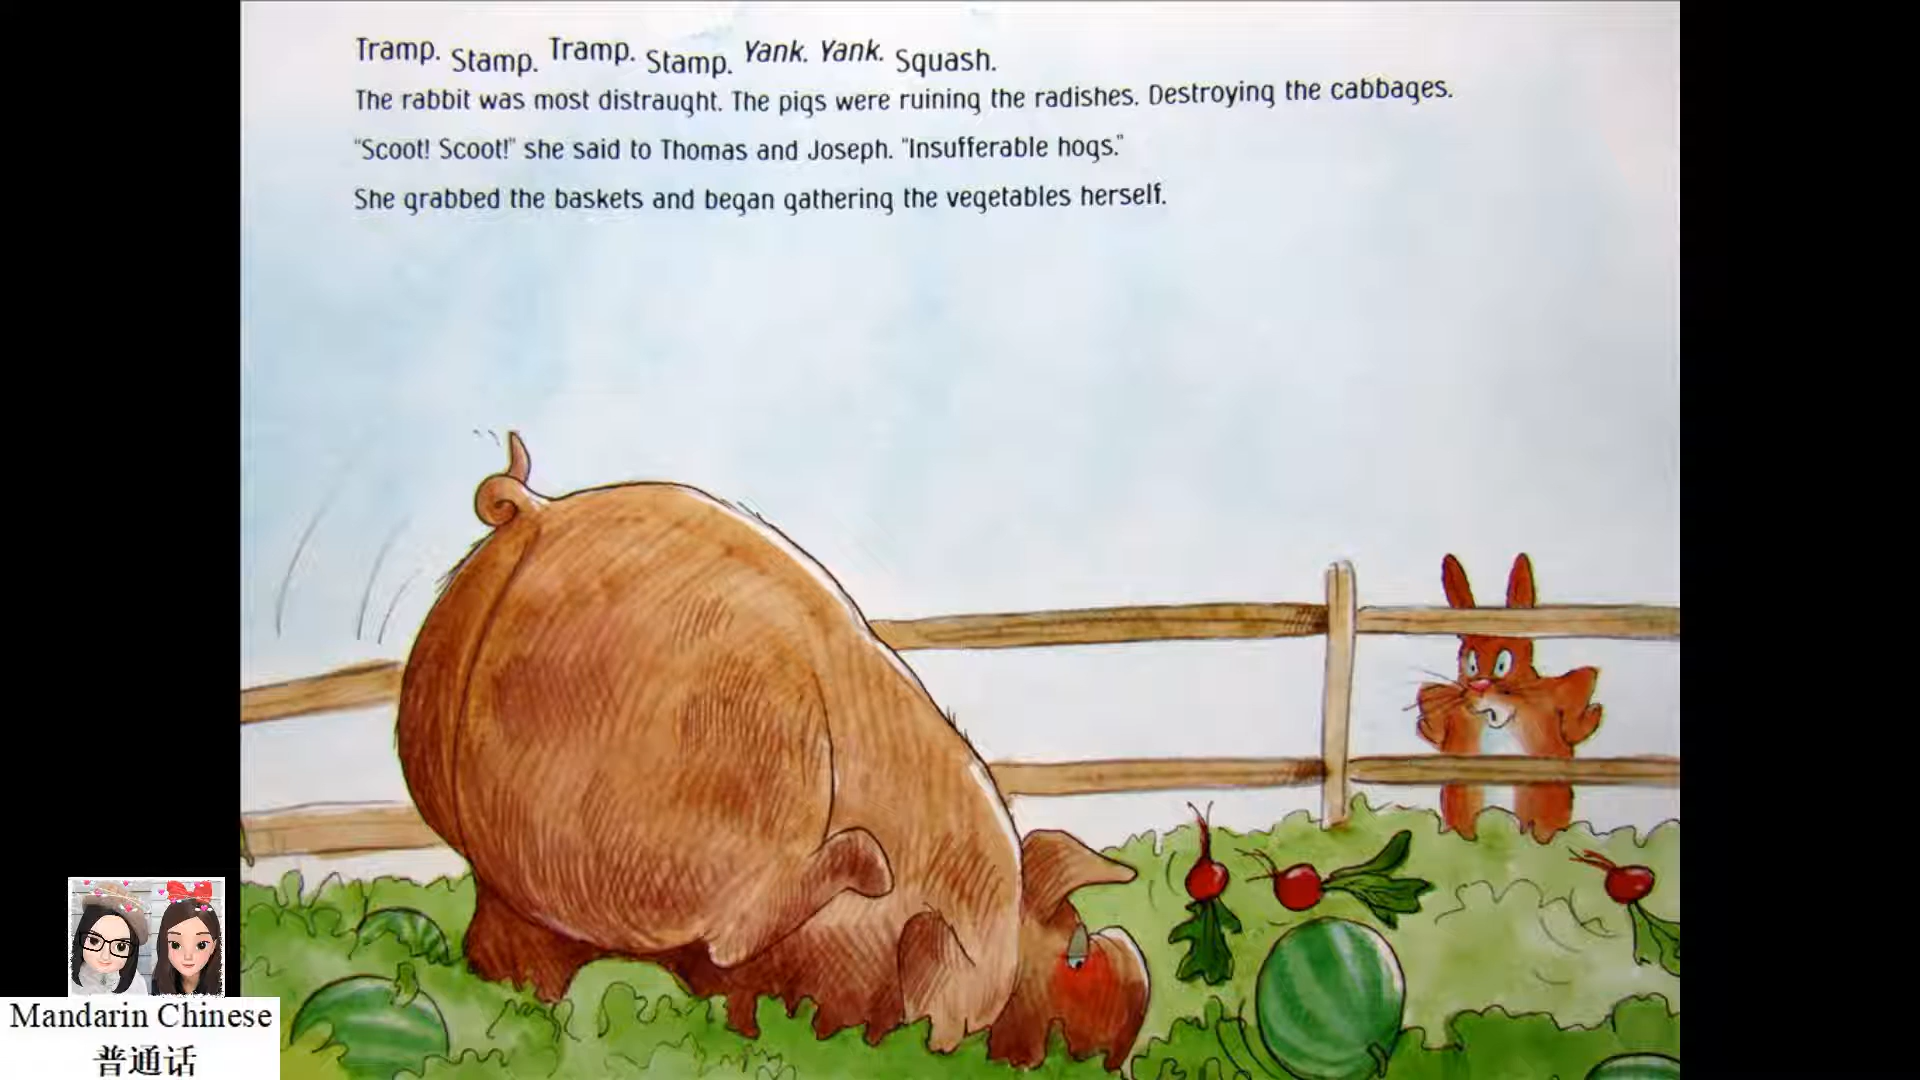 Tramp. Stamp. Tramp. Stamp. Yank. Yank. Squash.
The rabbit was most distraught. The pigs were ruining the radishes. Destroying the cabbages.
"Scoot! Scoot!" she said to Thomas and Joseph. "Insufferable hogs."
She grabbed the baskets and began gathering the vegetables herself.
Mandarin Chinese
普通话